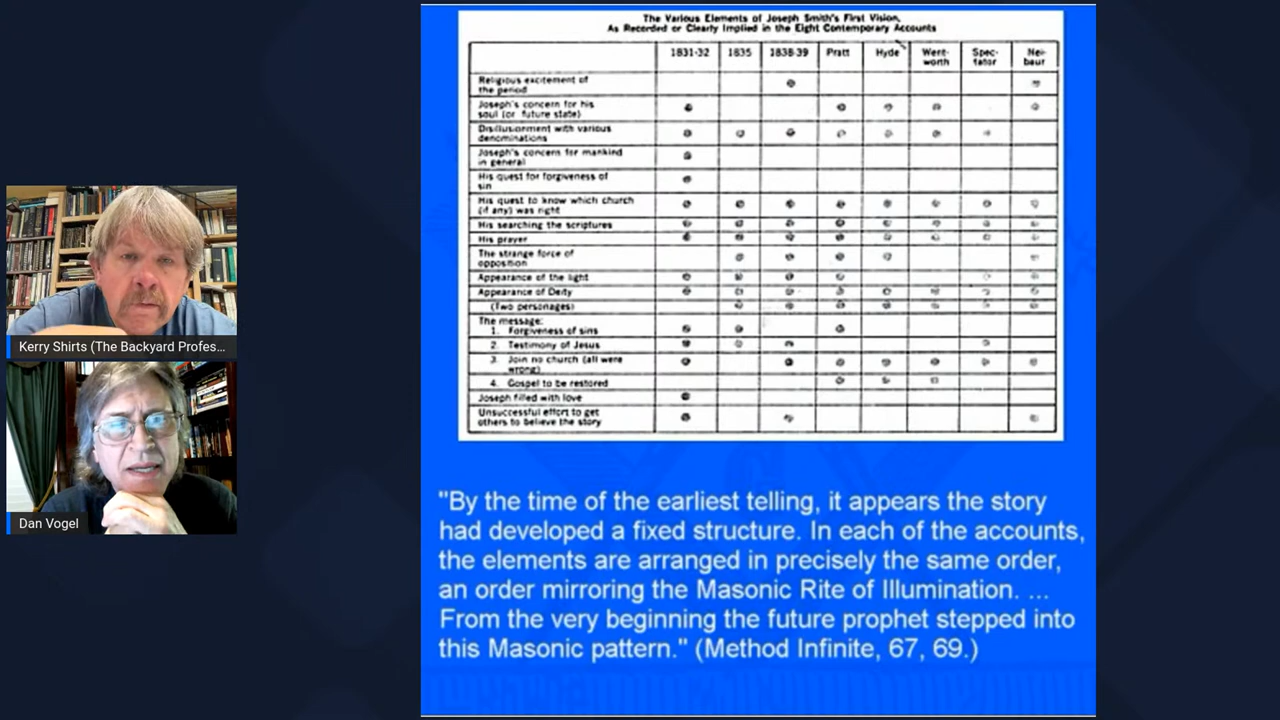 The Various Elements of Joseph Smith's First Vision,
As Recorded or Clearly Implied in the Eight Contemporary Accounts
1831-32 1835 1838-39 Pratt Hyde Went- Spec- Nei-
worth tator baur
Religious excitement of
the period
Joseph's concern for his
soul (or future state)
Disillusionment with various
denominations
Joseph's concern for mankind
in general
His quest for forgiveness of
sin
His quest to know which church
(if any) was right
His searching the scriptures
His prayer
The strange force of
opposition
Appearance of the light
Appearance of Deity
(Two personages)
The message:
1. Forgiveness of sins
2. Testimony of Jesus
3. Join no church (all were
wrong)
4. Gospel to be restored
Joseph filled with love
Unsuccessful effort to get
others to believe the story
Kerry Shirts (The Backyard Profes...
Dan Vogel
"By the time of the earliest telling, it appears the story
had developed a fixed structure. In each of the accounts,
the elements are arranged in precisely the same order,
an order mirroring the Masonic Rite of Illumination. ...
From the very beginning the future prophet stepped into
this Masonic pattern." (Method Infinite, 67, 69.)